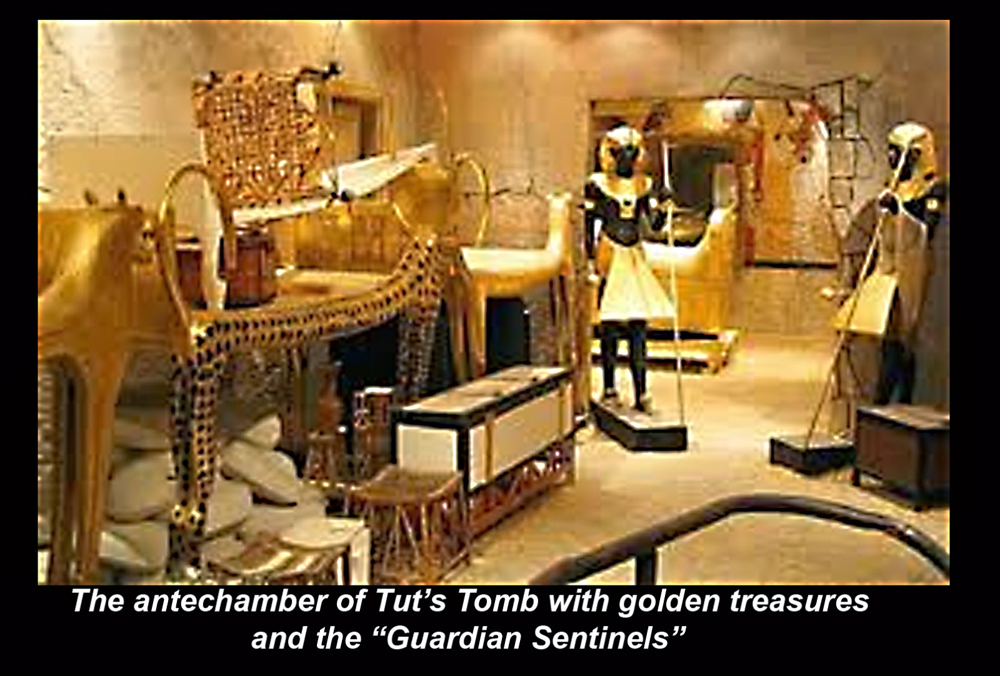 The antechamber of Tut’s Tomb with golden treasures
and the “Guardian Sentinels”